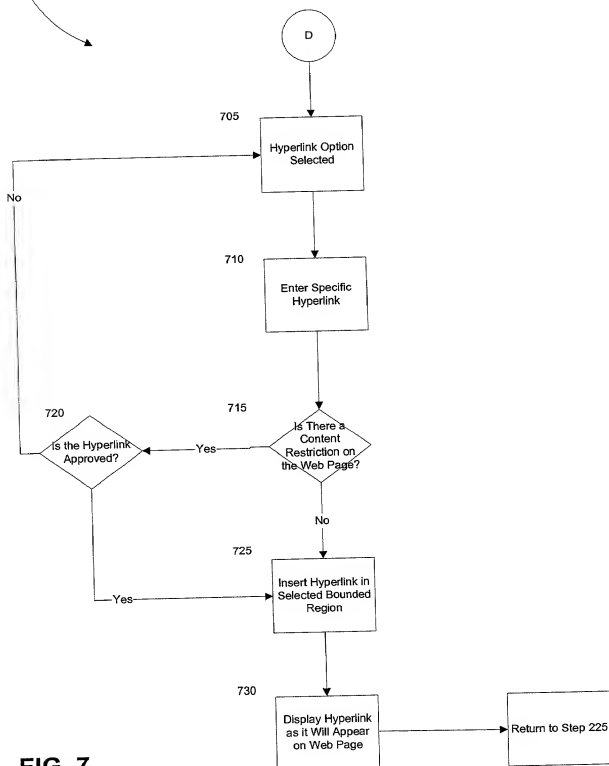 D
705
Hyperlink Option
Selected
No
710
Enter Specific
Hyperlink
720
715
Is the Hyperlink
Approved?
Yes
Is There a
Content
Restriction on
the Web Page?
No
725
Insert Hyperlink in
Selected Bounded
Region
Yes
730
Display Hyperlink
as it Will Appear
on Web Page
Return to Step 225
FIG. 7